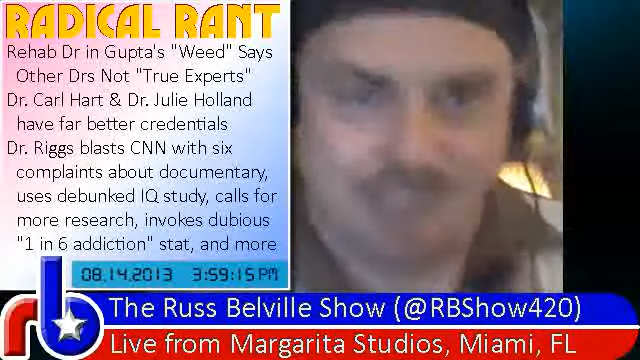 RADICAL RANT
Rehab Dr in Gupta's "Weed" Says
Other Drs Not "True Experts"
Dr. Carl Hart & Dr. Julie Holland
have far better credentials
Dr. Riggs blasts CNN with six
complaints about documentary,
uses debunked IQ study, calls for
more research, invokes dubious
"1 in 6 addiction" stat, and more
08.14.2013 3:59:15 PM
rb
The Russ Belville Show (@RBShow420)
Live from Margarita Studios, Miami, FL